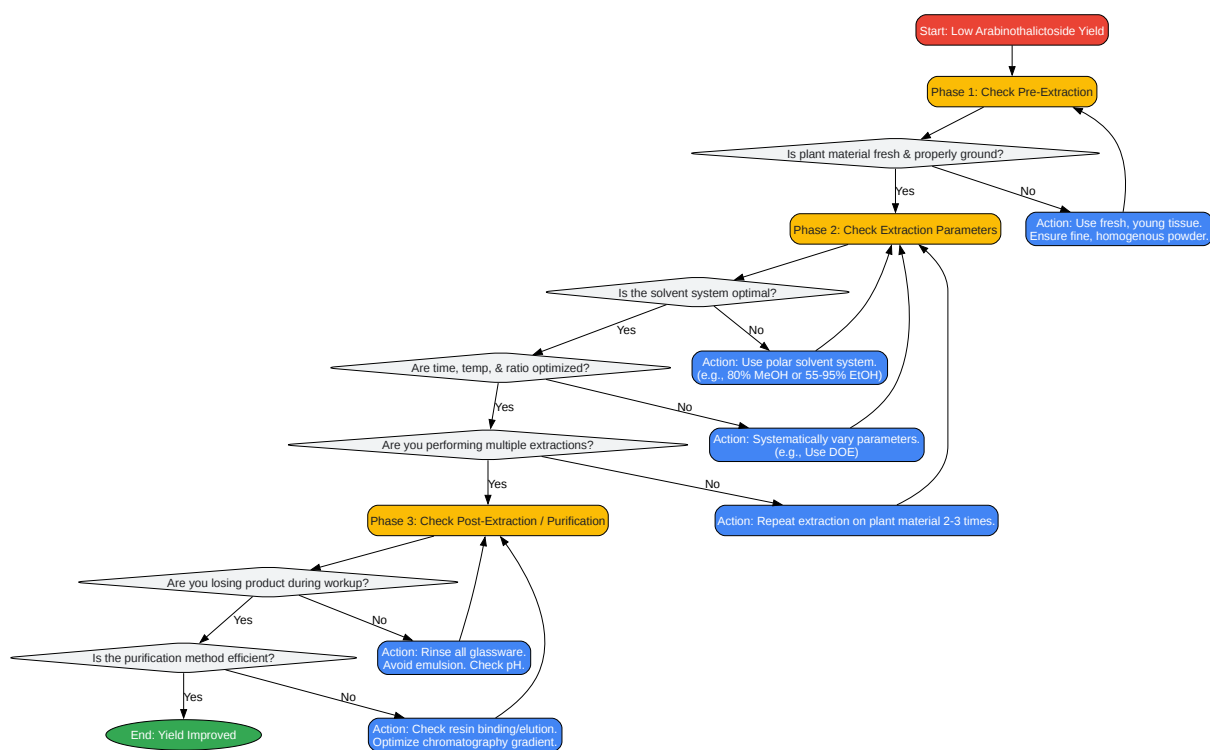 Start: Low Arabinothalictoside Yield
Phase 1: Check Pre-Extraction
Is plant material fresh & properly ground?
Yes
No
Action: Use fresh, young tissue.
Ensure fine, homogenous powder.
Phase 2: Check Extraction Parameters
Is the solvent system optimal?
Yes
No
Action: Use polar solvent system.
(e.g., 80% MeOH or 55-95% EtOH)
Are time, temp, & ratio optimized?
Yes
No
Action: Systematically vary parameters.
(e.g., Use DOE)
Are you performing multiple extractions?
Yes
No
Action: Repeat extraction on plant material 2-3 times.
Phase 3: Check Post-Extraction / Purification
Are you losing product during workup?
Yes
No
Action: Rinse all glassware.
Avoid emulsion. Check pH.
Is the purification method efficient?
Yes
No
Action: Check resin binding/elution.
Optimize chromatography gradient.
End: Yield Improved